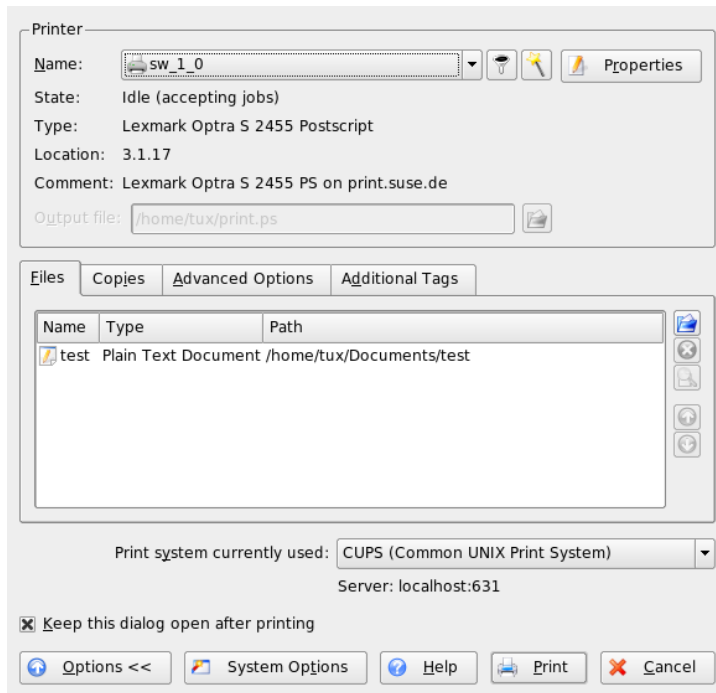 Printer
Name: sw_1_0 Properties
State: Idle (accepting jobs)
Type: Lexmark Optra S 2455 Postscript
Location: 3.1.17
Comment: Lexmark Optra S 2455 PS on print.suse.de
Output file: /home/tux/print.ps
Files Copies Advanced Options Additional Tags
Name Type Path
test Plain Text Document /home/tux/Documents/test
Print system currently used: CUPS (Common UNIX Print System)
Server: localhost:631
Keep this dialog open after printing
Options << System Options Help Print Cancel